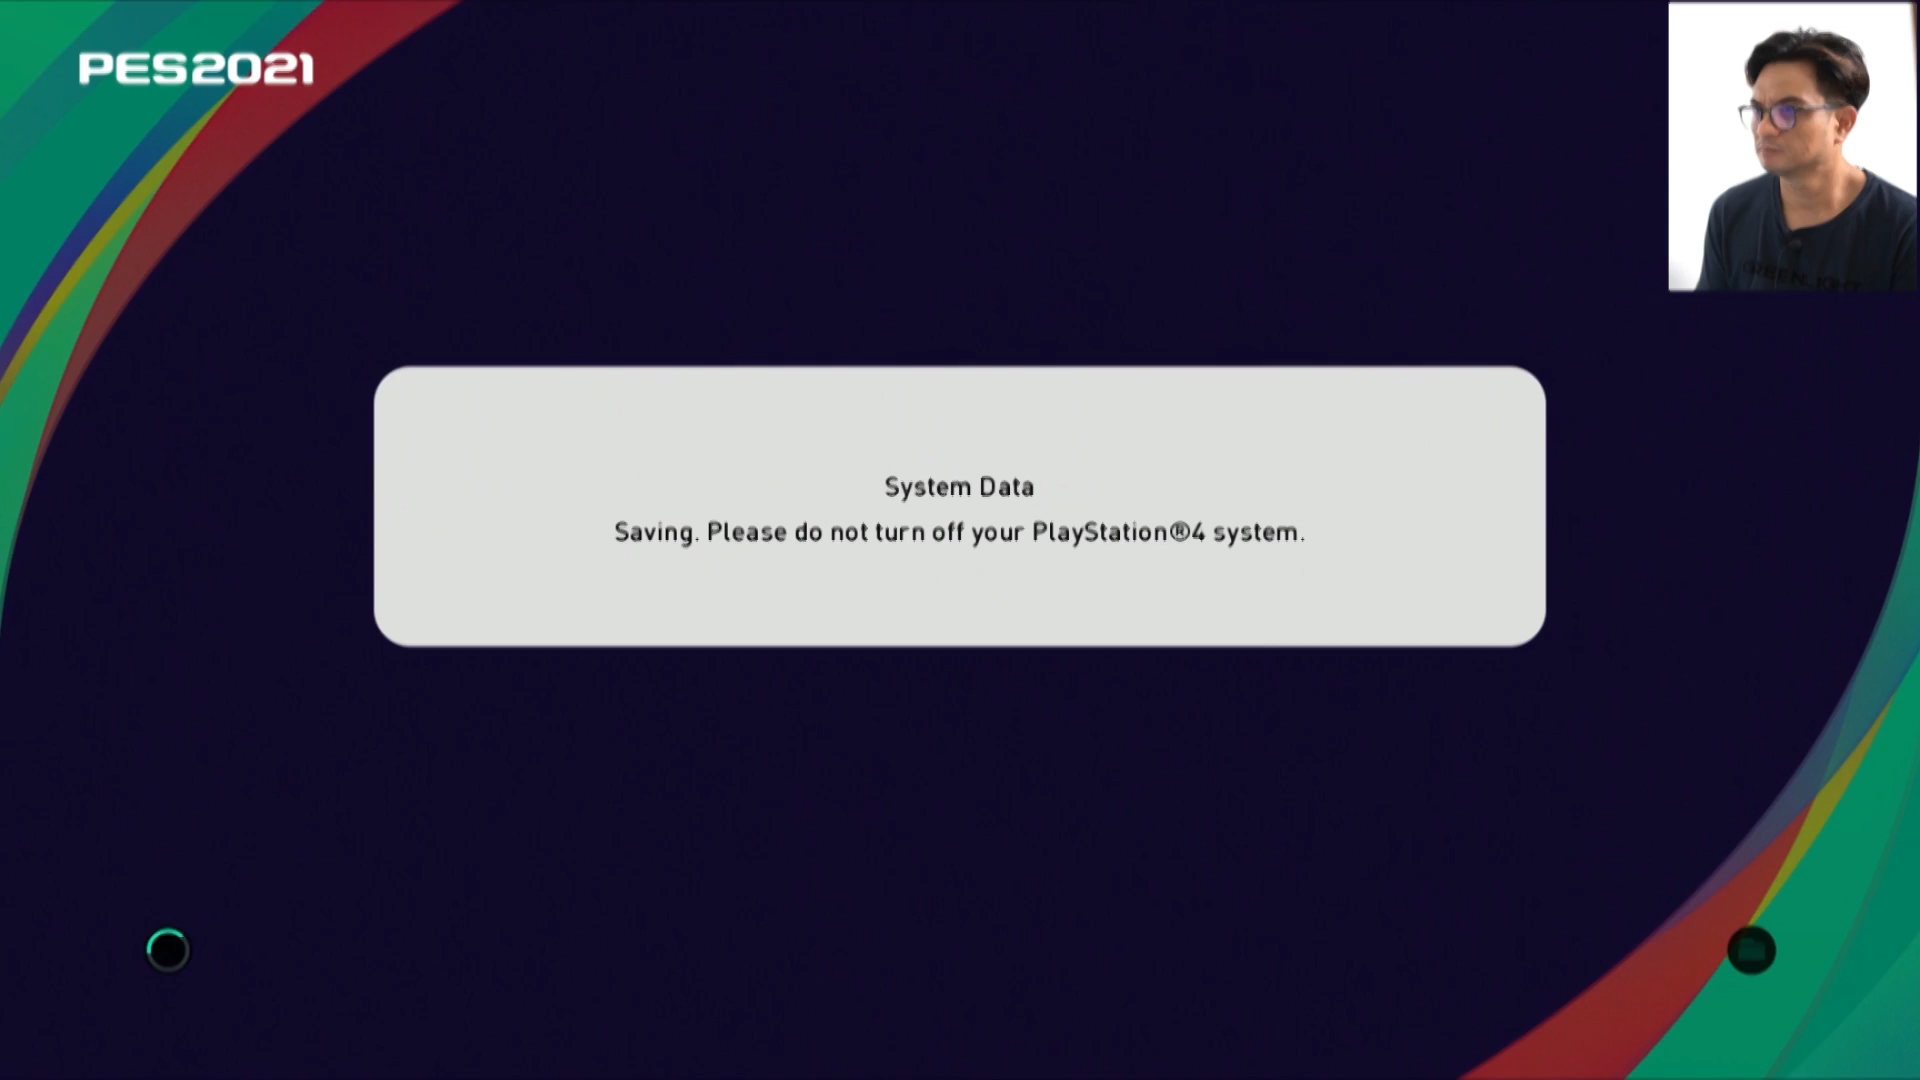 PES2021
System Data
Saving. Please do not turn off your PlayStation®4 system.